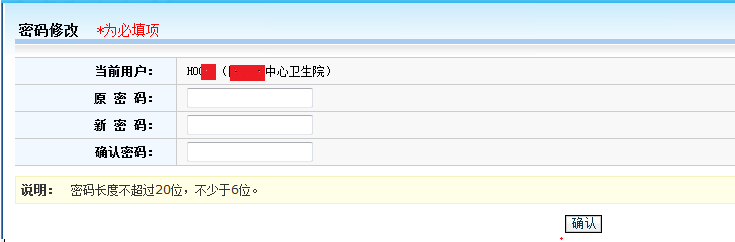 密码修改 *为必填项
当前用户: H00 ( 中心卫生院)
原 密 码:
新 密 码:
确认密码:
说明: 密码长度不超过20位，不少于6位。
确认